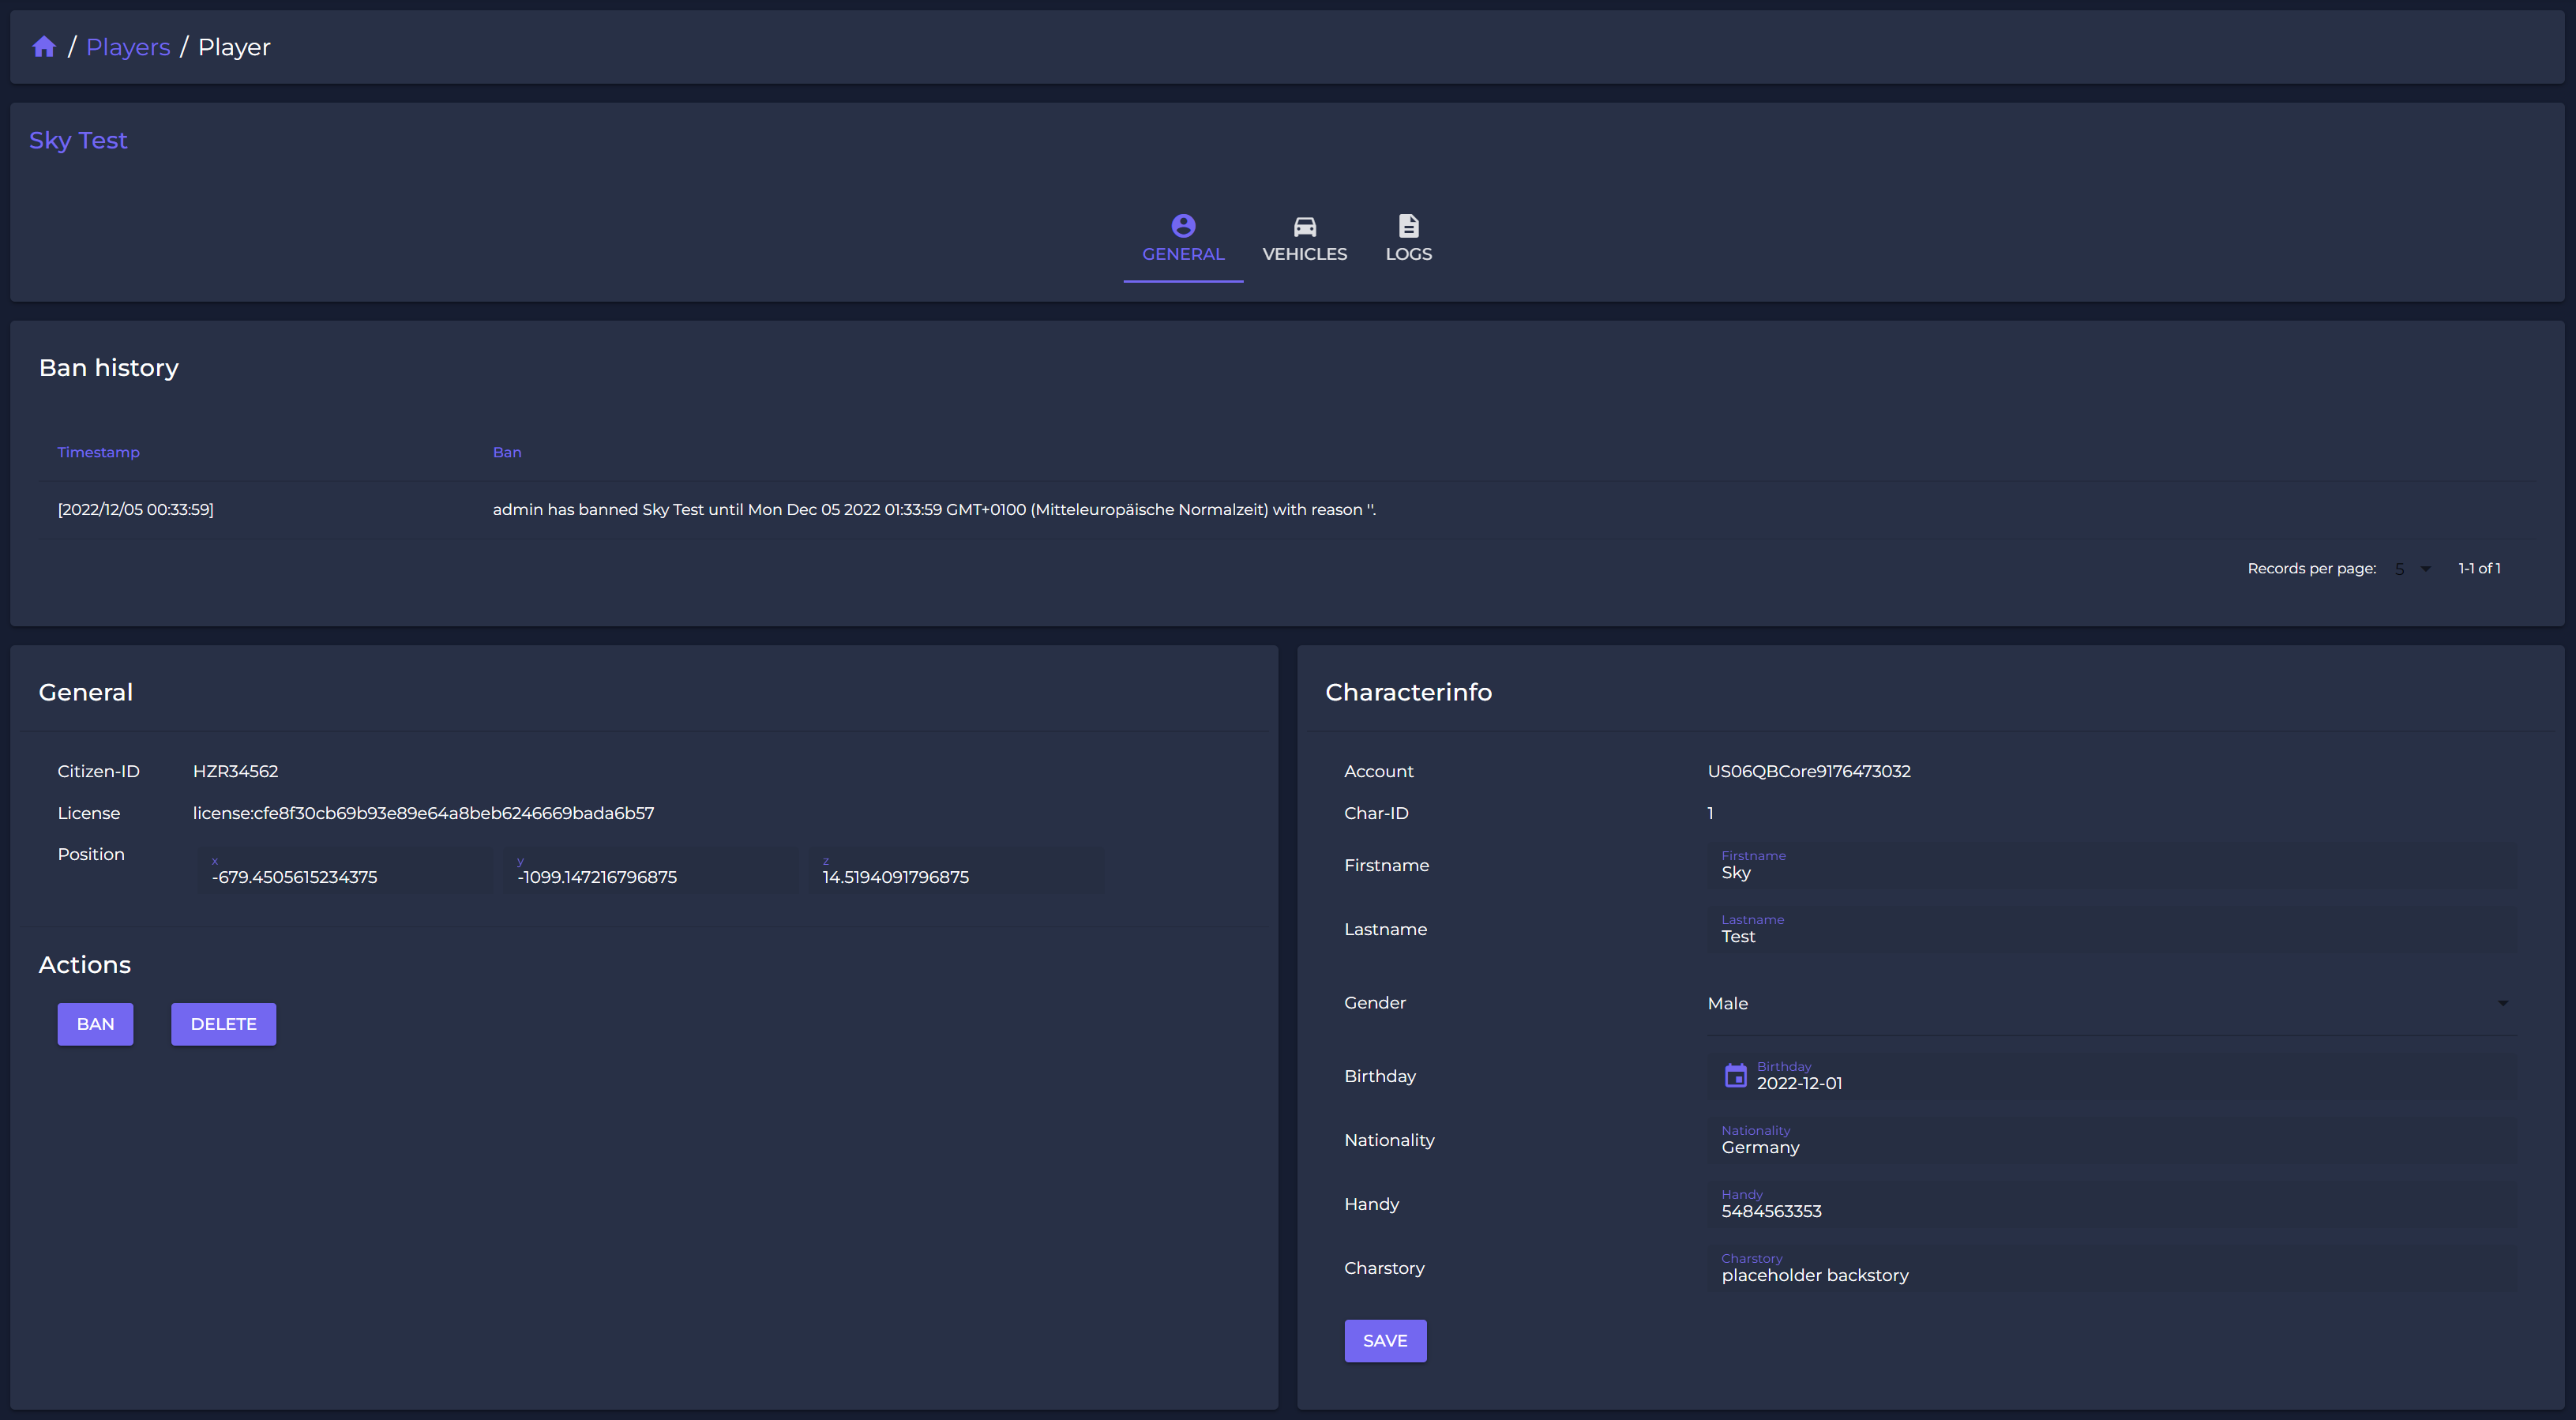 / Players / Player
Sky Test
GENERAL VEHICLES LOGS
Ban history
Timestamp Ban
[2022/12/05 00:33:59] admin has banned Sky Test until Mon Dec 05 2022 01:33:59 GMT+0100 (Mitteleuropäische Normalzeit) with reason ''.
Records per page: 5 1-1 of 1
General
Citizen-ID HZR34562
License license:cfe8f30cb69b93e89e64a8beb6246669bada6b57
Position
x y z
-679.4505615234375 -1099.147216796875 14.5194091796875
Actions
BAN DELETE
Characterinfo
Account US06QBCore9176473032
Char-ID 1
Firstname
Firstname
Sky
Lastname
Lastname
Test
Gender Male
Birthday
Birthday
2022-12-01
Nationality
Nationality
Germany
Handy
Handy
5484563353
Charstory
Charstory
placeholder backstory
SAVE